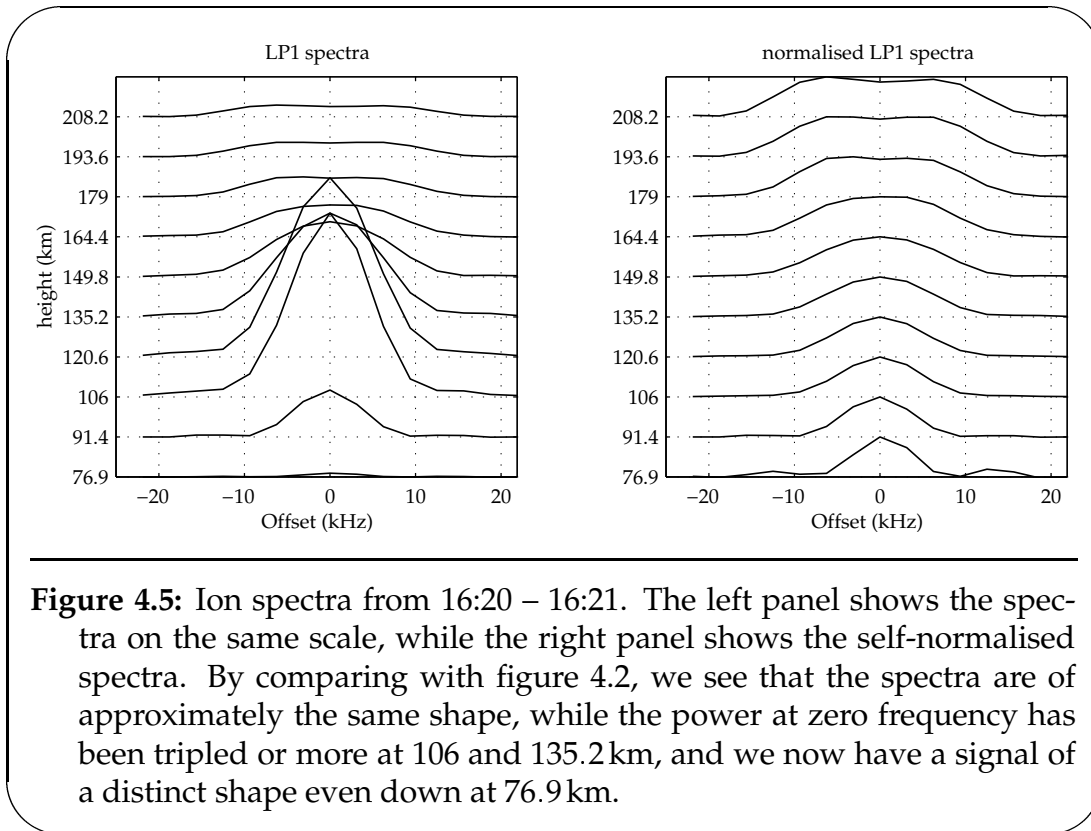 LP1 spectra
208.2
193.6
179
164.4
149.8
135.2
120.6
106
91.4
76.9
height (km)
−20 −10 0 10 20
Offset (kHz)
normalised LP1 spectra
208.2
193.6
179
164.4
149.8
135.2
120.6
106
91.4
76.9
−20 −10 0 10 20
Offset (kHz)
Figure 4.5: Ion spectra from 16:20 – 16:21. The left panel shows the spec-
tra on the same scale, while the right panel shows the self-normalised
spectra. By comparing with figure 4.2, we see that the spectra are of
approximately the same shape, while the power at zero frequency has
been tripled or more at 106 and 135.2 km, and we now have a signal of
a distinct shape even down at 76.9 km.